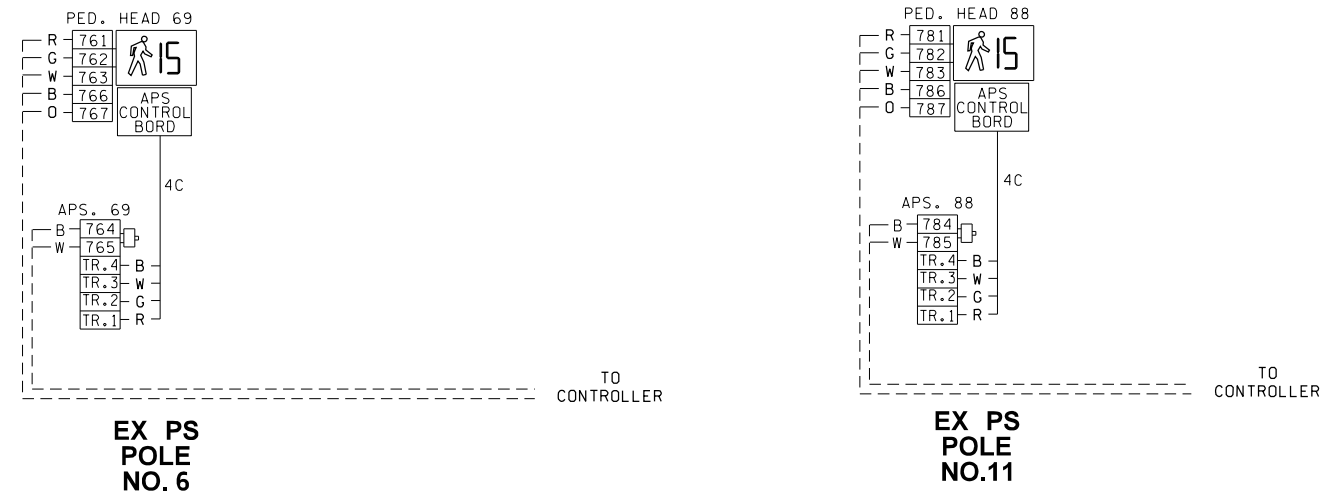 PED. HEAD 69
R 761
G 762
W 763
B 766
O 767
15
APS
CONTROL
BORD
4C
APS. 69
B 764
W 765
TR.4 B
TR.3 W
TR.2 G
TR.1 R
TO
CONTROLLER
EX PS
POLE
NO. 6
PED. HEAD 88
R 781
G 782
W 783
B 786
O 787
15
APS
CONTROL
BORD
4C
APS. 88
B 784
W 785
TR.4 B
TR.3 W
TR.2 G
TR.1 R
TO
CONTROLLER
EX PS
POLE
NO.11